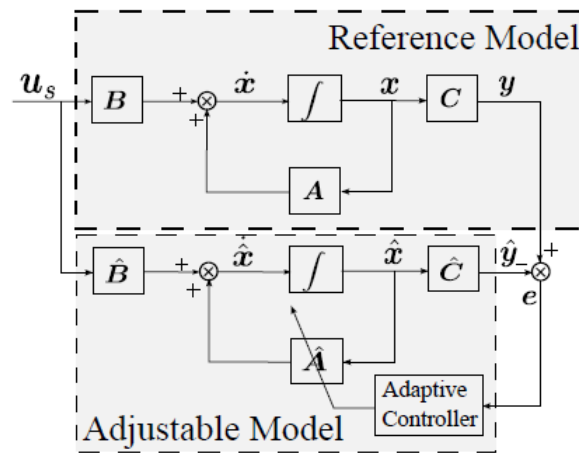 Reference Model
u_s
B
+
+
ẋ
∫
x
C
y
A
B̂
+
+
x̂̇
∫
x̂
Ĉ
ŷ
−
+
e
Â
Adaptive
Controller
Adjustable Model